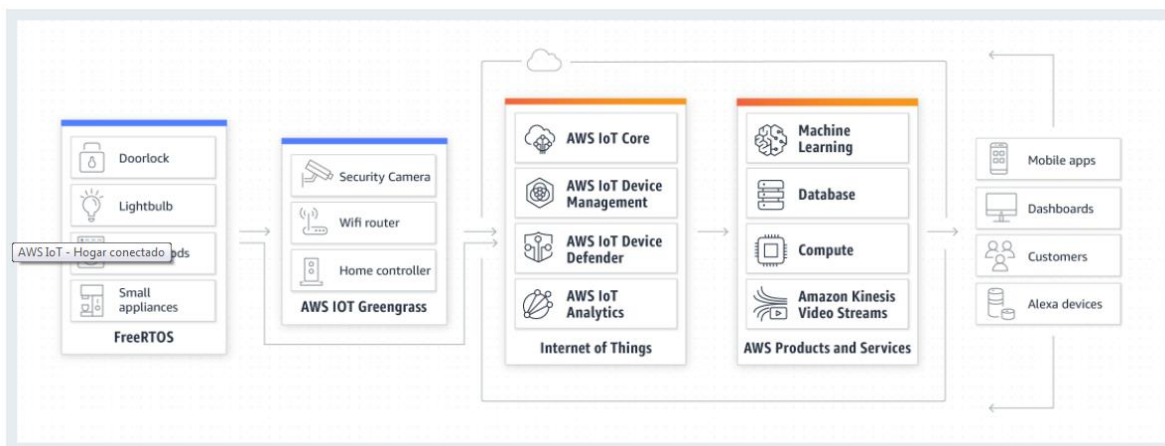 Doorlock
Lightbulb
AWS IoT - Hogar conectado
Small
appliances
FreeRTOS
Security Camera
Wifi router
Home controller
AWS IOT Greengrass
AWS IoT Core
AWS IoT Device
Management
AWS IoT Device
Defender
AWS IoT
Analytics
Internet of Things
Machine
Learning
Database
Compute
Amazon Kinesis
Video Streams
AWS Products and Services
Mobile apps
Dashboards
Customers
Alexa devices